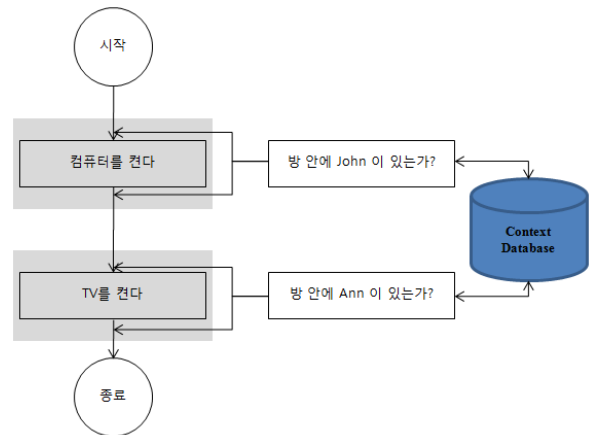 시작
컴퓨터를 켠다
방 안에 John 이 있는가?
Context
Database
TV를 켠다
방 안에 Ann 이 있는가?
종료